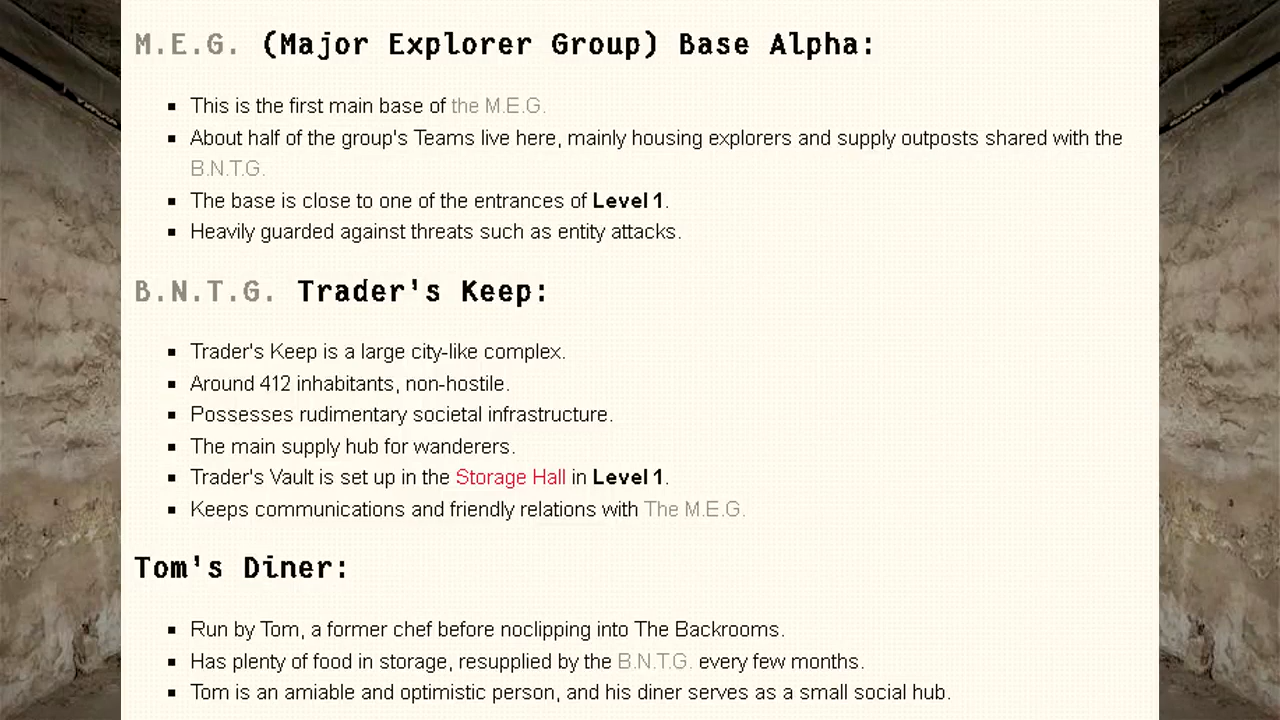 M.E.G. (Major Explorer Group) Base Alpha:
This is the first main base of the M.E.G.
About half of the group's Teams live here, mainly housing explorers and supply outposts shared with the
B.N.T.G.
The base is close to one of the entrances of Level 1.
Heavily guarded against threats such as entity attacks.
B.N.T.G. Trader's Keep:
Trader's Keep is a large city-like complex.
Around 412 inhabitants, non-hostile.
Possesses rudimentary societal infrastructure.
The main supply hub for wanderers.
Trader's Vault is set up in the Storage Hall in Level 1.
Keeps communications and friendly relations with The M.E.G.
Tom's Diner:
Run by Tom, a former chef before noclipping into The Backrooms.
Has plenty of food in storage, resupplied by the B.N.T.G. every few months.
Tom is an amiable and optimistic person, and his diner serves as a small social hub.